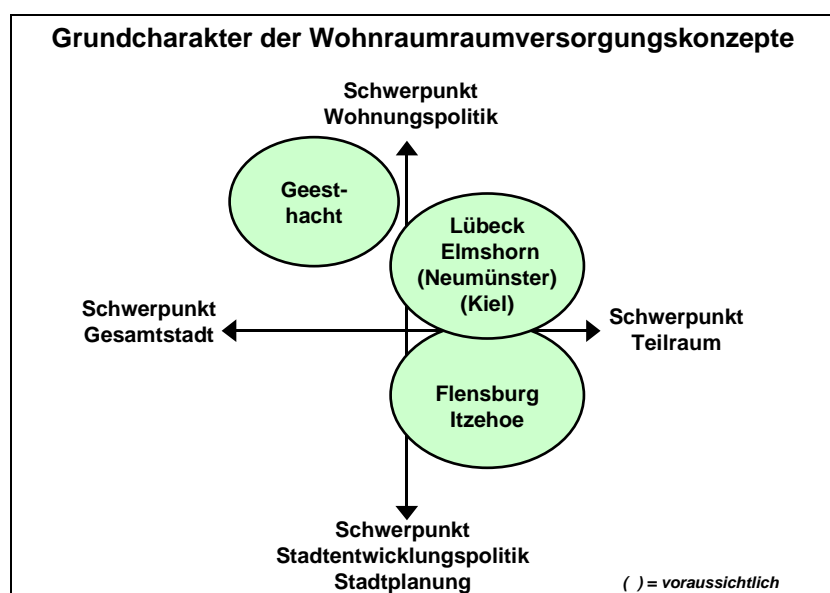 Grundcharakter der Wohnraumraumversorgungskonzepte
Schwerpunkt
Wohnungspolitik
Geest-
hacht
Lübeck
Elmshorn
(Neumünster)
(Kiel)
Schwerpunkt
Gesamtstadt
Schwerpunkt
Teilraum
Flensburg
Itzehoe
Schwerpunkt
Stadtentwicklungspolitik
Stadtplanung
( ) = voraussichtlich